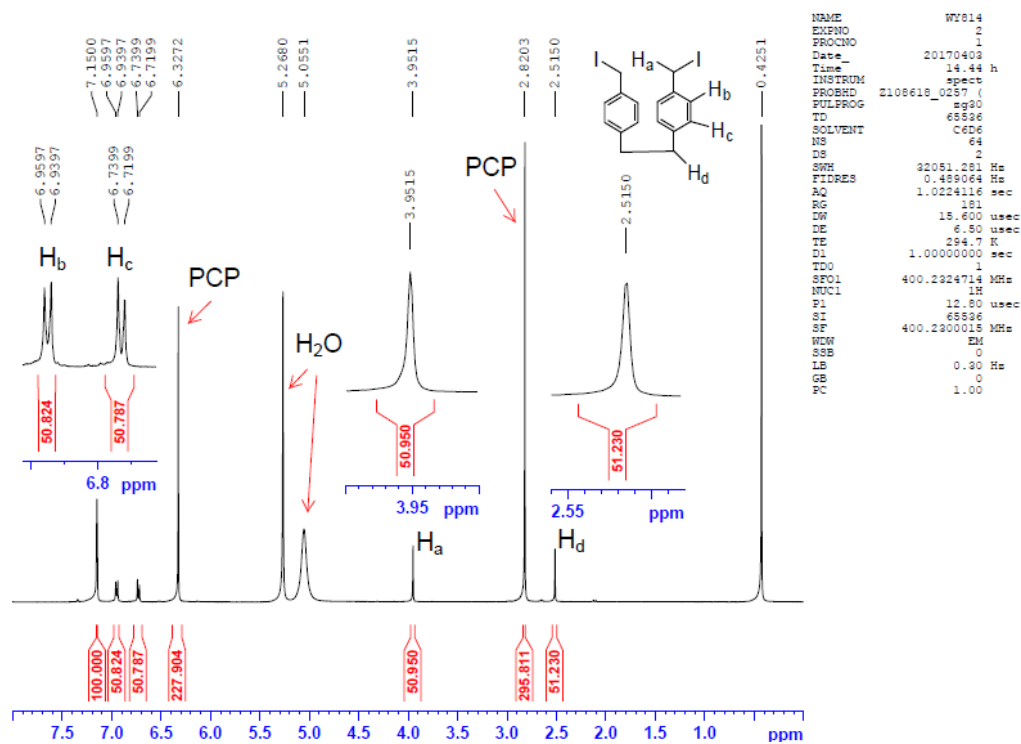 7.1500
6.9597
6.9397
6.7399
6.7199
6.3272
5.2680
5.0551
3.9515
2.8203
2.5150
0.4251
I
Ha
I
Hb
Hc
Hd
6.9597
6.9397
6.7399
6.7199
3.9515
2.5150
PCP
PCP
Hb
Hc
H2O
50.824
50.787
50.950
51.230
6.8 ppm
3.95 ppm
2.55 ppm
Ha
Hd
100.000
50.824
50.787
227.904
50.950
295.811
51.230
7.5 7.0 6.5 6.0 5.5 5.0 4.5 4.0 3.5 3.0 2.5 2.0 1.5 1.0 ppm
NAME WY814
EXPNO 2
PROCNO 1
Date_ 20170403
Time 14.44 h
INSTRUM spect
PROBHD Z108618_0257 (
PULPROG zg30
TD 65536
SOLVENT C6D6
NS 64
DS 2
SWH 32051.281 Hz
FIDRES 0.489064 Hz
AQ 1.0224116 sec
RG 181
DW 15.600 usec
DE 6.50 usec
TE 294.7 K
D1 1.00000000 sec
TD0 1
SFO1 400.2324714 MHz
NUC1 1H
P1 12.80 usec
SI 65536
SF 400.2300015 MHz
WDW EM
SSB 0
LB 0.30 Hz
GB 0
PC 1.00